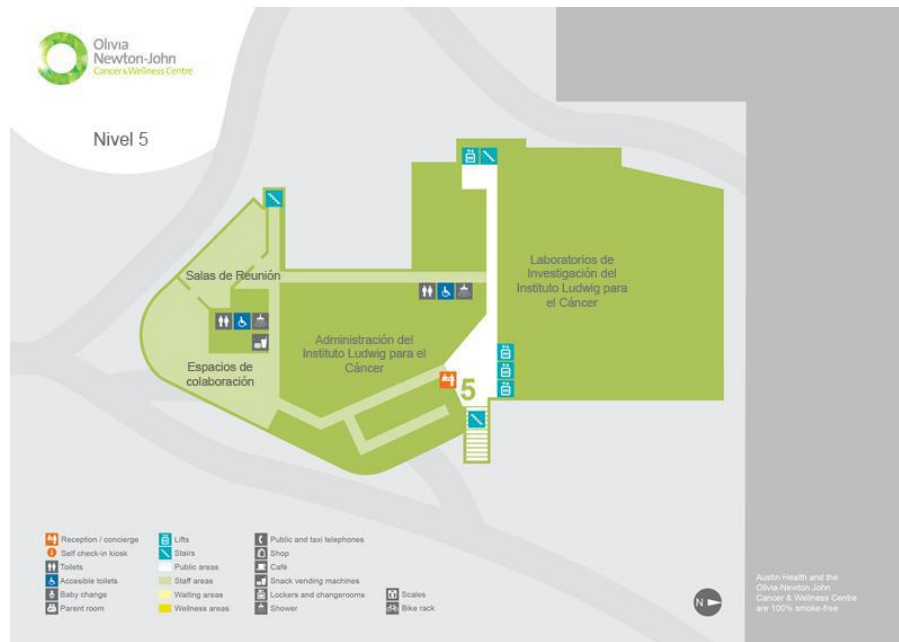 Olivia
Newton-John
Cancer & Wellness Centre
Nivel 5
Salas de Reunión
Espacios de
colaboración
Administración del
Instituto Ludwig para el
Cáncer
Laboratorios de
Investigación del
Instituto Ludwig para
el Cáncer
5
Reception / concierge
Self check-in kiosk
Toilets
Accesible toilets
Baby change
Parent room
Lifts
Stairs
Public areas
Staff areas
Waiting areas
Wellness areas
Public and taxi telephones
Shop
Café
Snack vending machines
Lockers and changerooms
Shower
Scales
Bike rack
N
Austin Health and the
Olivia-Newton John
Cancer & Wellness Centre
are 100% smoke-free